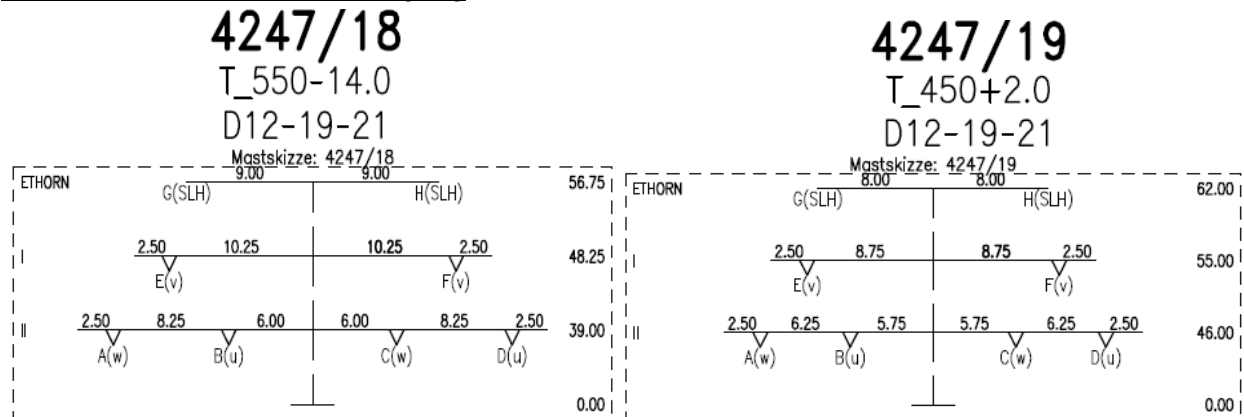 4247/18
T_550-14.0
D12-19-21
Mastskizze: 4247/18
9.00 9.00
ETHORN 56.75
G(SLH) H(SLH)
2.50 10.25 10.25 2.50
I 48.25
E(v) F(v)
2.50 8.25 6.00 6.00 8.25 2.50
II 39.00
A(w) B(u) C(w) D(u)
0.00
4247/19
T_450+2.0
D12-19-21
Mastskizze: 4247/19
8.00 8.00
ETHORN 62.00
G(SLH) H(SLH)
2.50 8.75 8.75 2.50
I 55.00
E(v) F(v)
2.50 6.25 5.75 5.75 6.25 2.50
II 46.00
A(w) B(u) C(w) D(u)
0.00